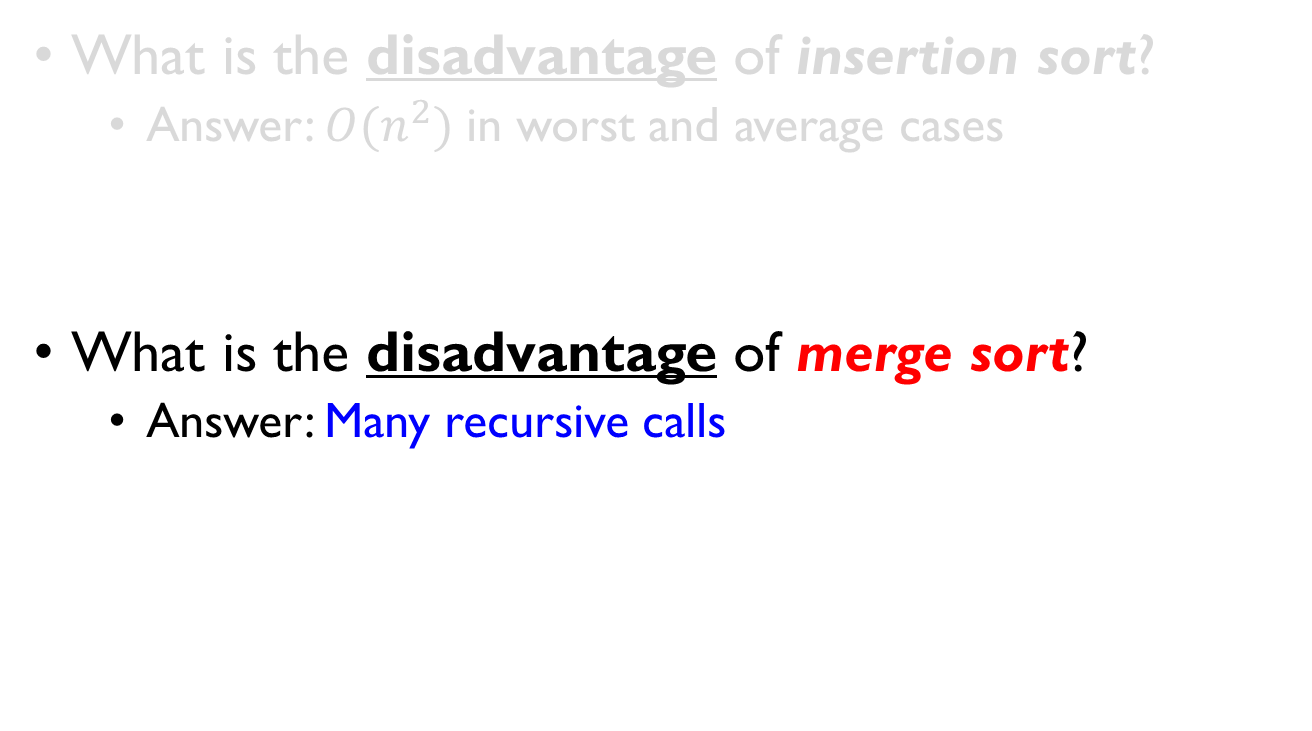 • What is the disadvantage of insertion sort?
• Answer: O(n²) in worst and average cases
• What is the disadvantage of merge sort?
• Answer: Many recursive calls